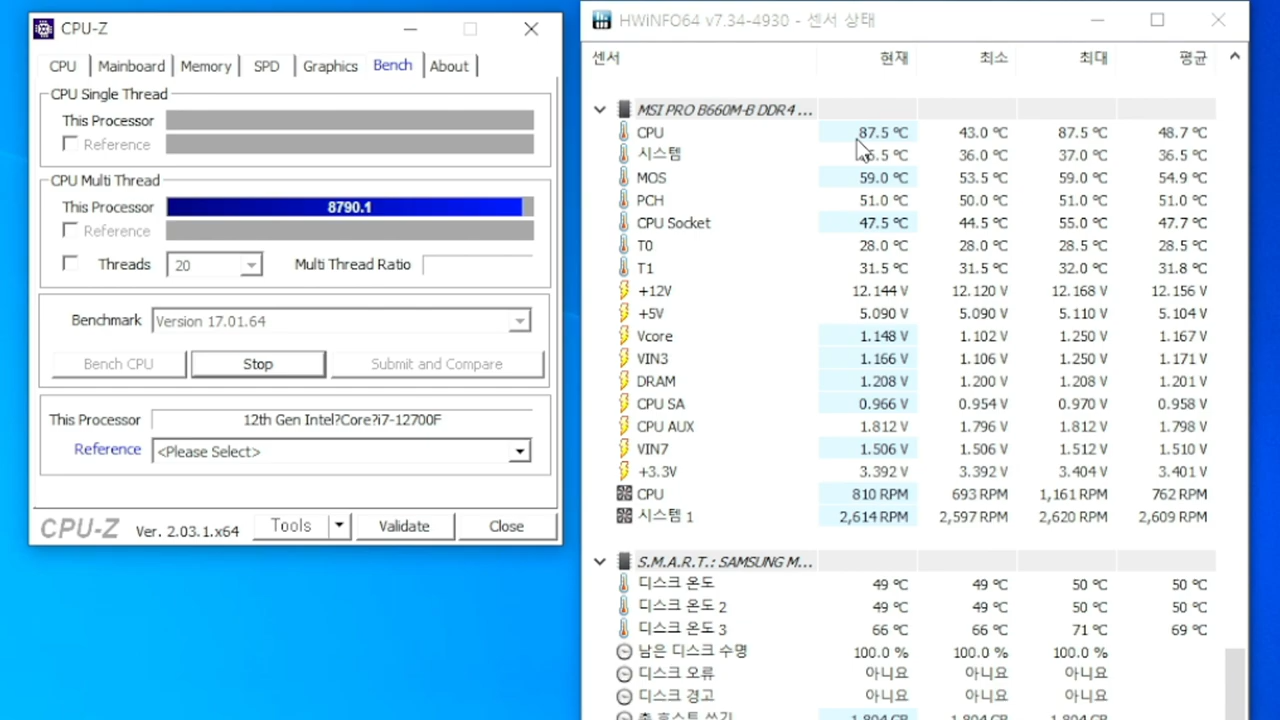 CPU-Z
CPU Mainboard Memory SPD Graphics Bench About
CPU Single Thread
This Processor
Reference
CPU Multi Thread
This Processor 8790.1
Reference
Threads 20 Multi Thread Ratio
Benchmark Version 17.01.64
Bench CPU Stop Submit and Compare
This Processor 12th Gen Intel?Core?i7-12700F
Reference <Please Select>
CPU-Z Ver. 2.03.1.x64 Tools Validate Close
HWiNFO64 v7.34-4930 - 센서 상태
센서 현재 최소 최대 평균
MSI PRO B660M-B DDR4 ...
CPU 87.5 ℃ 43.0 ℃ 87.5 ℃ 48.7 ℃
시스템 6.5 ℃ 36.0 ℃ 37.0 ℃ 36.5 ℃
MOS 59.0 ℃ 53.5 ℃ 59.0 ℃ 54.9 ℃
PCH 51.0 ℃ 50.0 ℃ 51.0 ℃ 51.0 ℃
CPU Socket 47.5 ℃ 44.5 ℃ 55.0 ℃ 47.7 ℃
T0 28.0 ℃ 28.0 ℃ 28.5 ℃ 28.5 ℃
T1 31.5 ℃ 31.5 ℃ 32.0 ℃ 31.8 ℃
+12V 12.144 V 12.120 V 12.168 V 12.156 V
+5V 5.090 V 5.090 V 5.110 V 5.104 V
Vcore 1.148 V 1.102 V 1.250 V 1.167 V
VIN3 1.166 V 1.106 V 1.250 V 1.171 V
DRAM 1.208 V 1.200 V 1.208 V 1.201 V
CPU SA 0.966 V 0.954 V 0.970 V 0.958 V
CPU AUX 1.812 V 1.796 V 1.812 V 1.798 V
VIN7 1.506 V 1.506 V 1.512 V 1.510 V
+3.3V 3.392 V 3.392 V 3.404 V 3.401 V
CPU 810 RPM 693 RPM 1,161 RPM 762 RPM
시스템 1 2,614 RPM 2,597 RPM 2,620 RPM 2,609 RPM
S.M.A.R.T.: SAMSUNG M...
디스크 온도 49 ℃ 49 ℃ 50 ℃ 50 ℃
디스크 온도 2 49 ℃ 49 ℃ 50 ℃ 50 ℃
디스크 온도 3 66 ℃ 66 ℃ 71 ℃ 69 ℃
남은 디스크 수명 100.0 % 100.0 % 100.0 %
디스크 오류 아니요 아니요 아니요
디스크 경고 아니요 아니요 아니요
총 호스트 쓰기 1,804 GB 1,804 GB 1,804 GB